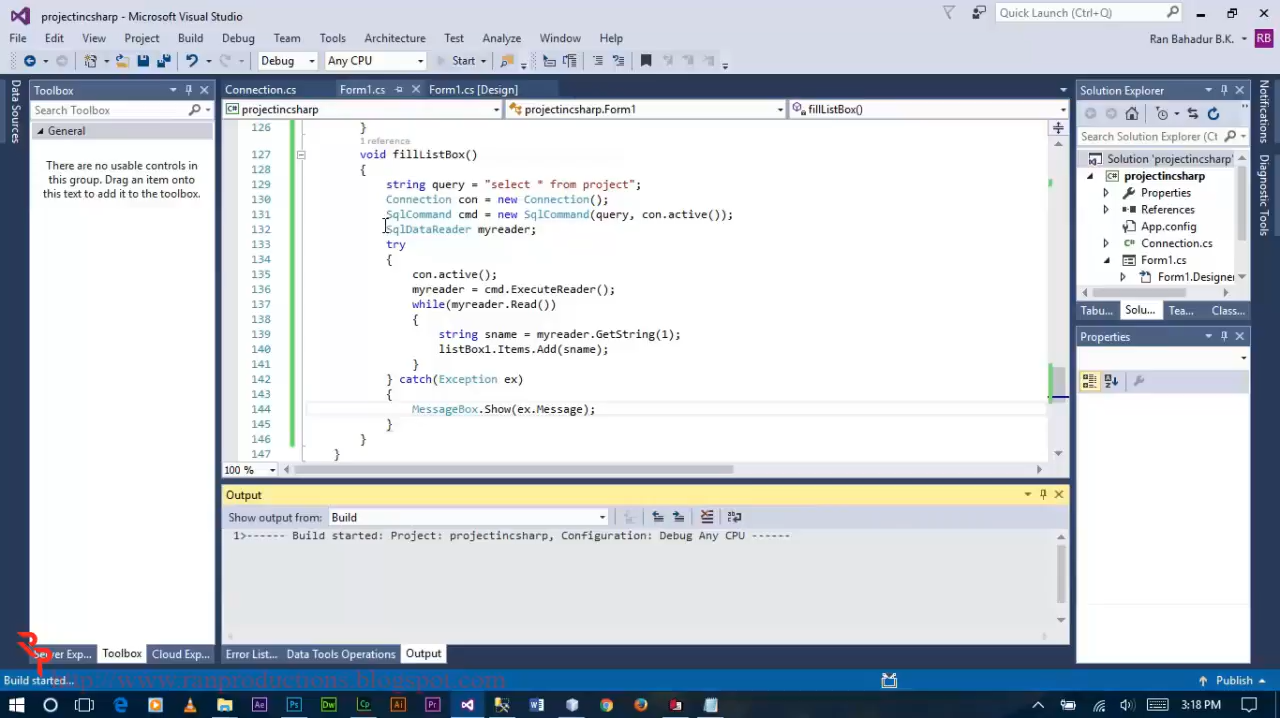 projectincsharp - Microsoft Visual Studio
Quick Launch (Ctrl+Q)
File Edit View Project Build Debug Team Tools Architecture Test Analyze Window Help
Ran Bahadur B.K. RB
Debug Any CPU Start
Data Sources
Toolbox
Search Toolbox
General
There are no usable controls in
this group. Drag an item onto
this text to add it to the toolbox.
Connection.cs Form1.cs Form1.cs [Design]
projectincsharp projectincsharp.Form1 fillListBox()
126 }
1 reference
127 void fillListBox()
128 {
129 string query = "select * from project";
130 Connection con = new Connection();
131 SqlCommand cmd = new SqlCommand(query, con.active());
132 SqlDataReader myreader;
133 try
134 {
135 con.active();
136 myreader = cmd.ExecuteReader();
137 while(myreader.Read())
138 {
139 string sname = myreader.GetString(1);
140 listBox1.Items.Add(sname);
141 }
142 } catch(Exception ex)
143 {
144 MessageBox.Show(ex.Message);
145 }
146 }
147 }
100 %
Output
Show output from: Build
1>------ Build started: Project: projectincsharp, Configuration: Debug Any CPU ------
Solution Explorer
Search Solution Explorer (Ct
Solution 'projectincsharp'
projectincsharp
Properties
References
App.config
Connection.cs
Form1.cs
Form1.Designe
Tabu... Solu... Tea... Class...
Properties
Notifications
Diagnostic Tools
Server Exp... Toolbox Cloud Exp... Error List... Data Tools Operations Output
Build started...
http://www.ranproductions.blogspot.com
Publish
Ae Ps Dw Cp Ai Pr
3:18 PM